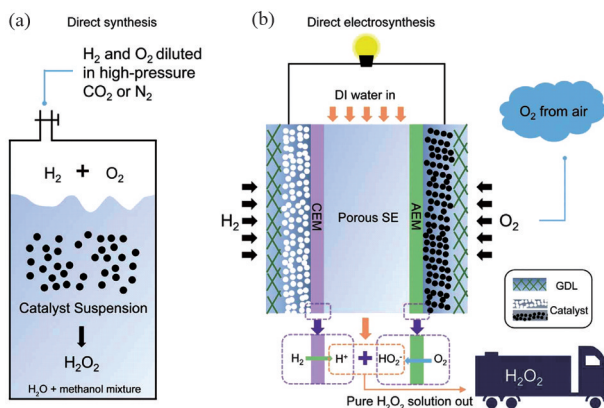 (a)
Direct synthesis
H₂ and O₂ diluted
in high-pressure
CO₂ or N₂
H₂ + O₂
Catalyst Suspension
H₂O₂
H₂O + methanol mixture
(b)
Direct electrosynthesis
DI water in
O₂ from air
H₂
CEM
Porous SE
AEM
O₂
GDL
Catalyst
H₂
H⁺
+
HO₂⁻
O₂
Pure H₂O₂ solution out
H₂O₂